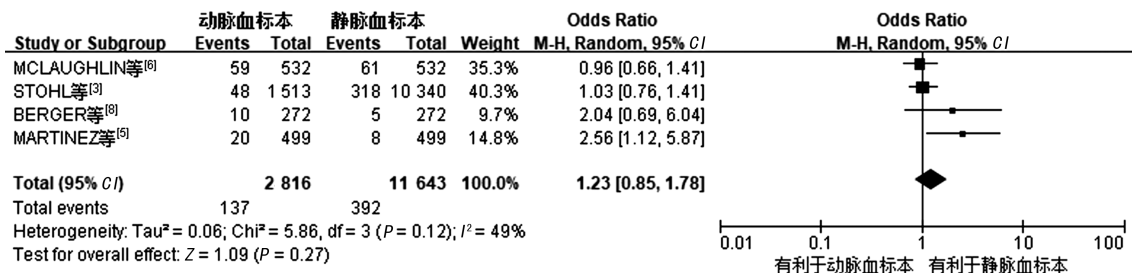 动脉血标本 静脉血标本 Odds Ratio Odds Ratio
Study or Subgroup Events Total Events Total Weight M-H, Random, 95% CI M-H, Random, 95% CI
MCLAUGHLIN等[6] 59 532 61 532 35.3% 0.96 [0.66, 1.41]
STOHL等[3] 48 1 513 318 10 340 40.3% 1.03 [0.76, 1.41]
BERGER等[8] 10 272 5 272 9.7% 2.04 [0.69, 6.04]
MARTINEZ等[5] 20 499 8 499 14.8% 2.56 [1.12, 5.87]
Total (95% CI) 2 816 11 643 100.0% 1.23 [0.85, 1.78]
Total events 137 392
Heterogeneity: Tau² = 0.06; Chi² = 5.86, df = 3 (P = 0.12); I² = 49%
Test for overall effect: Z = 1.09 (P = 0.27)
0.01 0.1 1 10 100
有利于动脉血标本 有利于静脉血标本